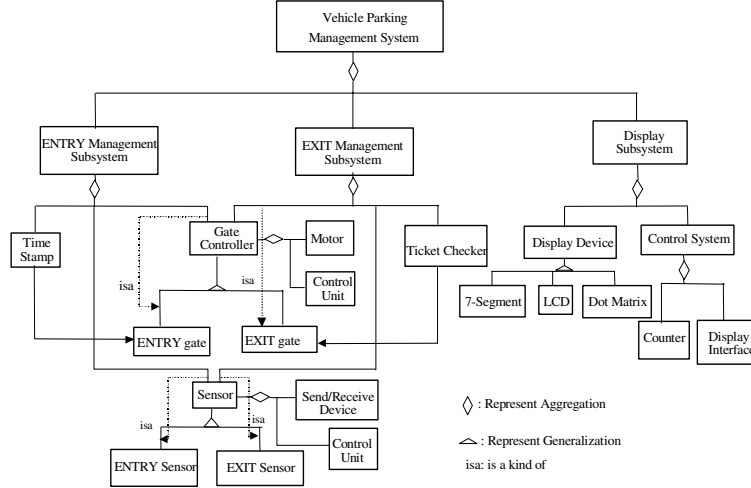 Vehicle Parking
Management System
ENTRY Management
Subsystem
EXIT Management
Subsystem
Display
Subsystem
Time
Stamp
Gate
Controller
Motor
Control
Unit
Ticket Checker
Display Device
Control System
isa
isa
7-Segment
LCD
Dot Matrix
Counter
Display
Interface
ENTRY gate
EXIT gate
Sensor
Send/Receive
Device
Control
Unit
isa
isa
ENTRY Sensor
EXIT Sensor
: Represent Aggregation
: Represent Generalization
isa: is a kind of